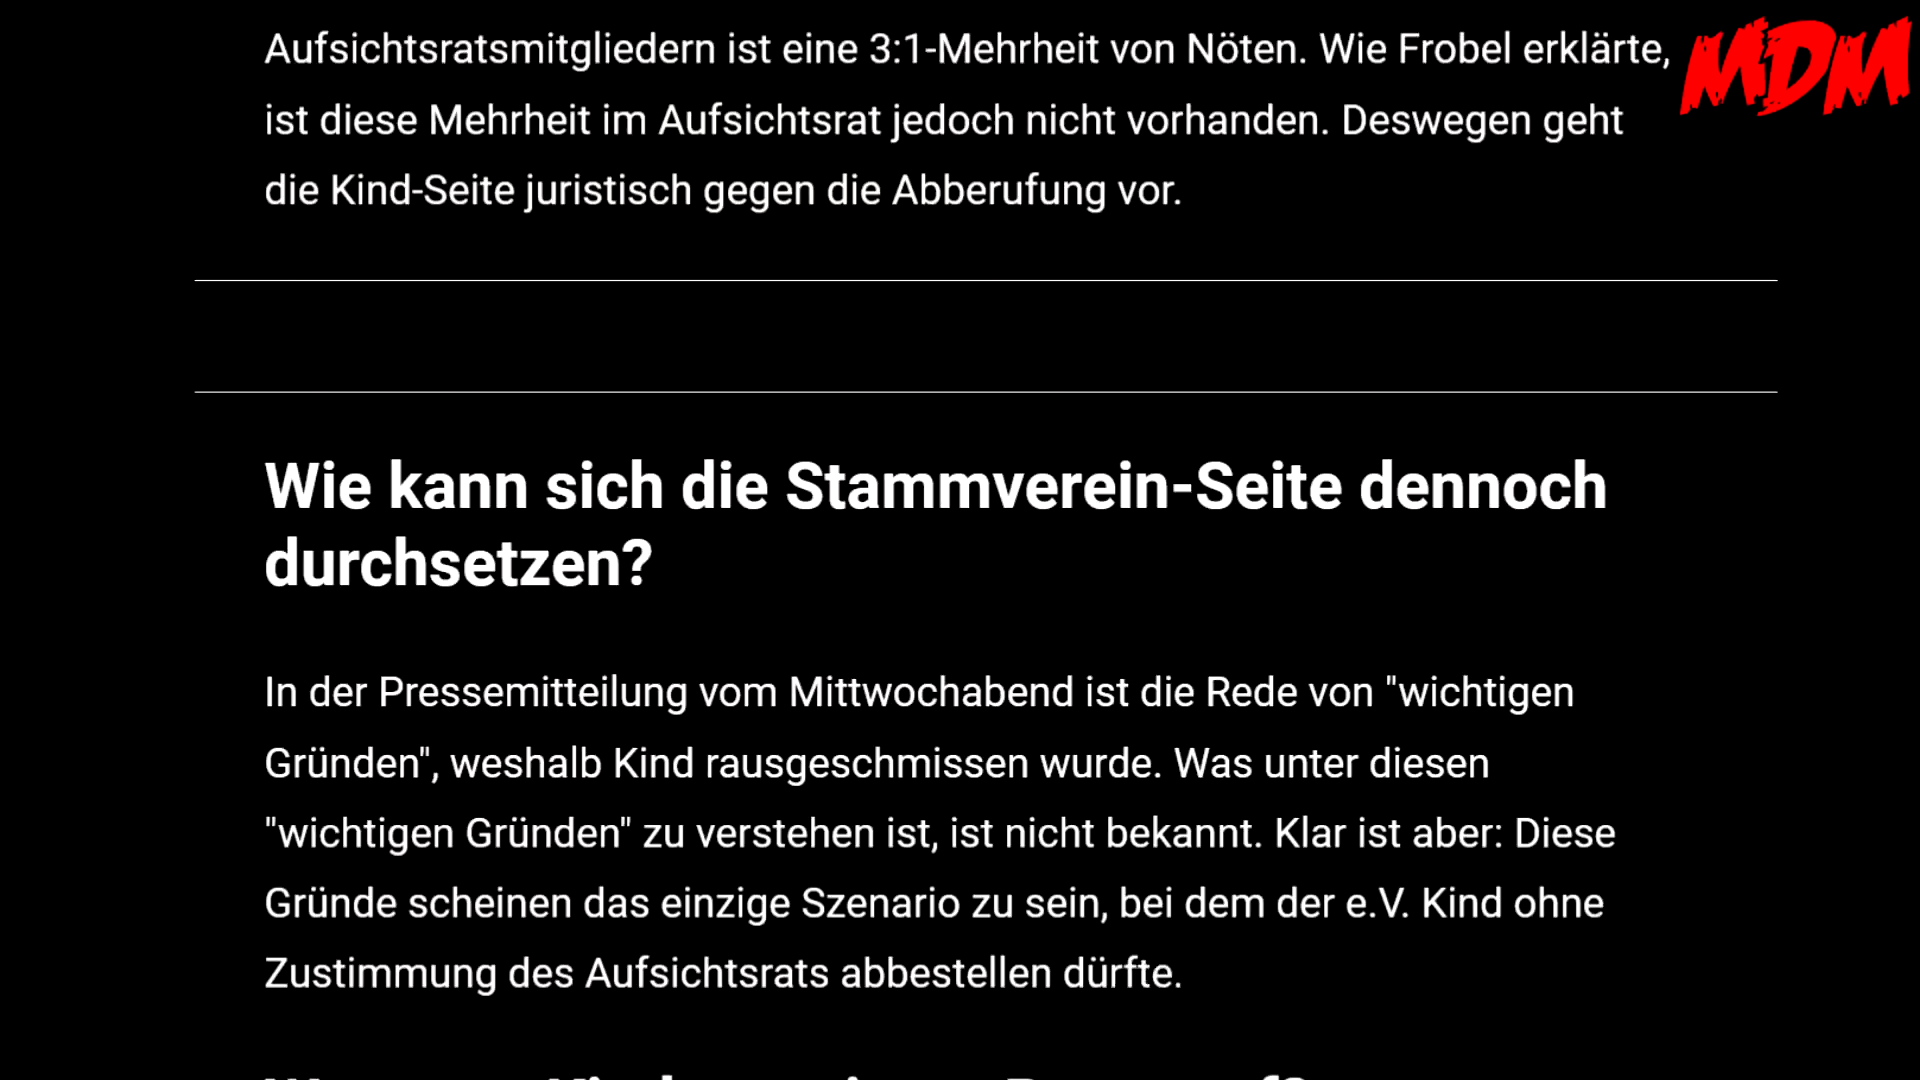 Aufsichtsratsmitgliedern ist eine 3:1-Mehrheit von Nöten. Wie Frobel erklärte,
MDM
ist diese Mehrheit im Aufsichtsrat jedoch nicht vorhanden. Deswegen geht
die Kind-Seite juristisch gegen die Abberufung vor.
Wie kann sich die Stammverein-Seite dennoch
durchsetzen?
In der Pressemitteilung vom Mittwochabend ist die Rede von "wichtigen
Gründen", weshalb Kind rausgeschmissen wurde. Was unter diesen
"wichtigen Gründen" zu verstehen ist, ist nicht bekannt. Klar ist aber: Diese
Gründe scheinen das einzige Szenario zu sein, bei dem der e.V. Kind ohne
Zustimmung des Aufsichtsrats abbestellen dürfte.